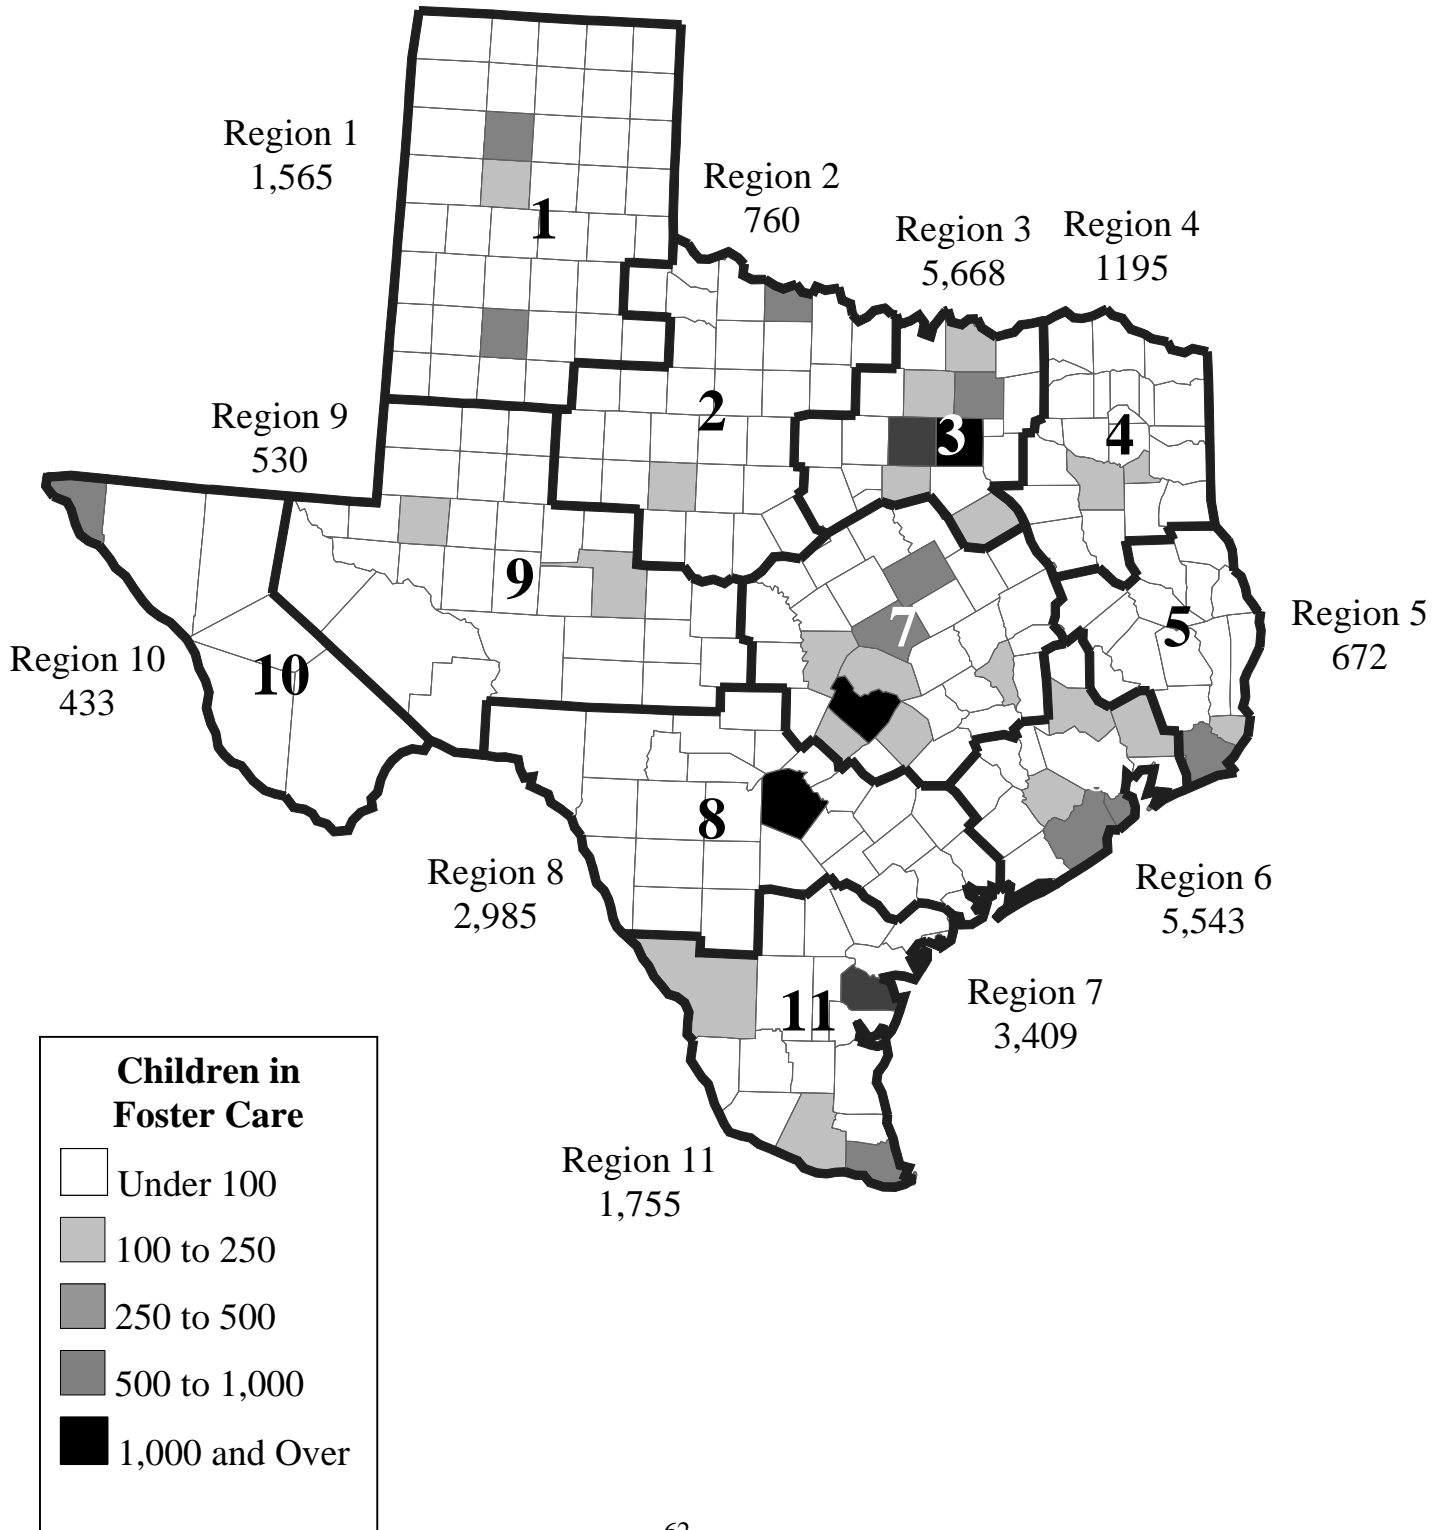 Region 1
1,565
Region 2
760
Region 3
5,668
Region 4
1195
1
Region 9
530
2
3
4
9
7
5
Region 5
672
Region 10
433
10
8
Region 8
2,985
Region 6
5,543
11
Region 7
3,409
Region 11
1,755
Children in
Foster Care
Under 100
100 to 250
250 to 500
500 to 1,000
1,000 and Over